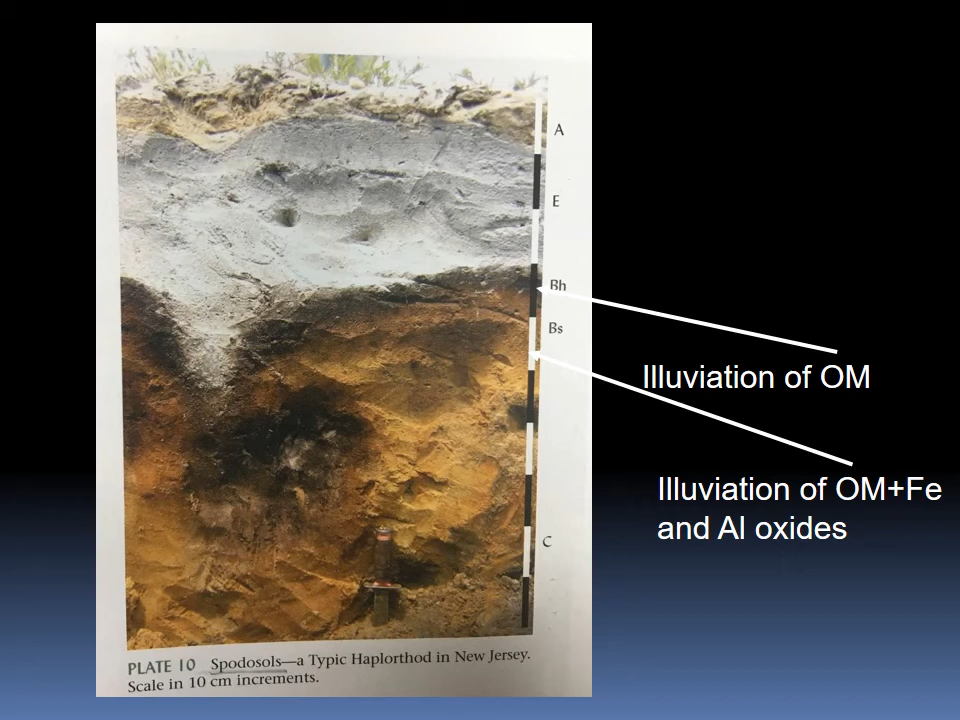 A
E
Bh
Bs
Illuviation of OM
Illuviation of OM+Fe
and Al oxides
C
PLATE 10 Spodosols—a Typic Haplorthod in New Jersey.
Scale in 10 cm increments.